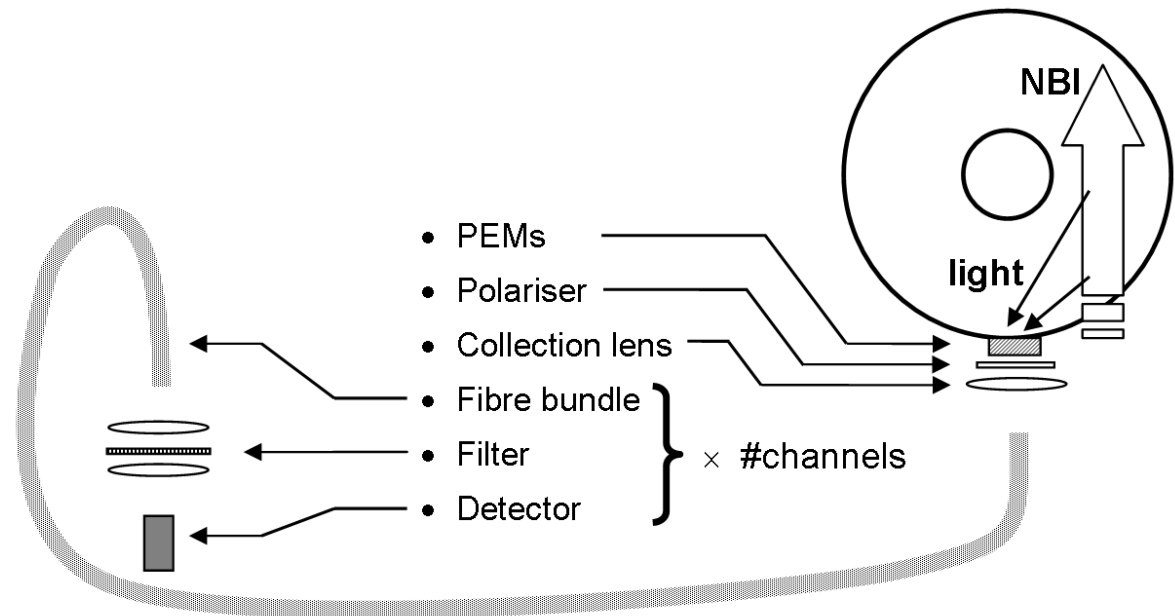 NBI
light
• PEMs
• Polariser
• Collection lens
• Fibre bundle
• Filter
• Detector
× #channels